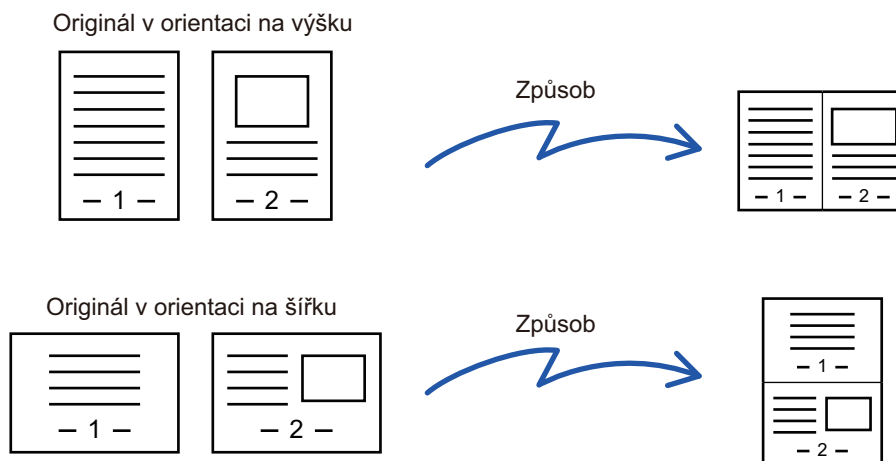 Originál v orientaci na výšku
Způsob
– 1 –
– 2 –
– 1 –
– 2 –
Originál v orientaci na šířku
Způsob
– 1 –
– 2 –
– 1 –
– 2 –